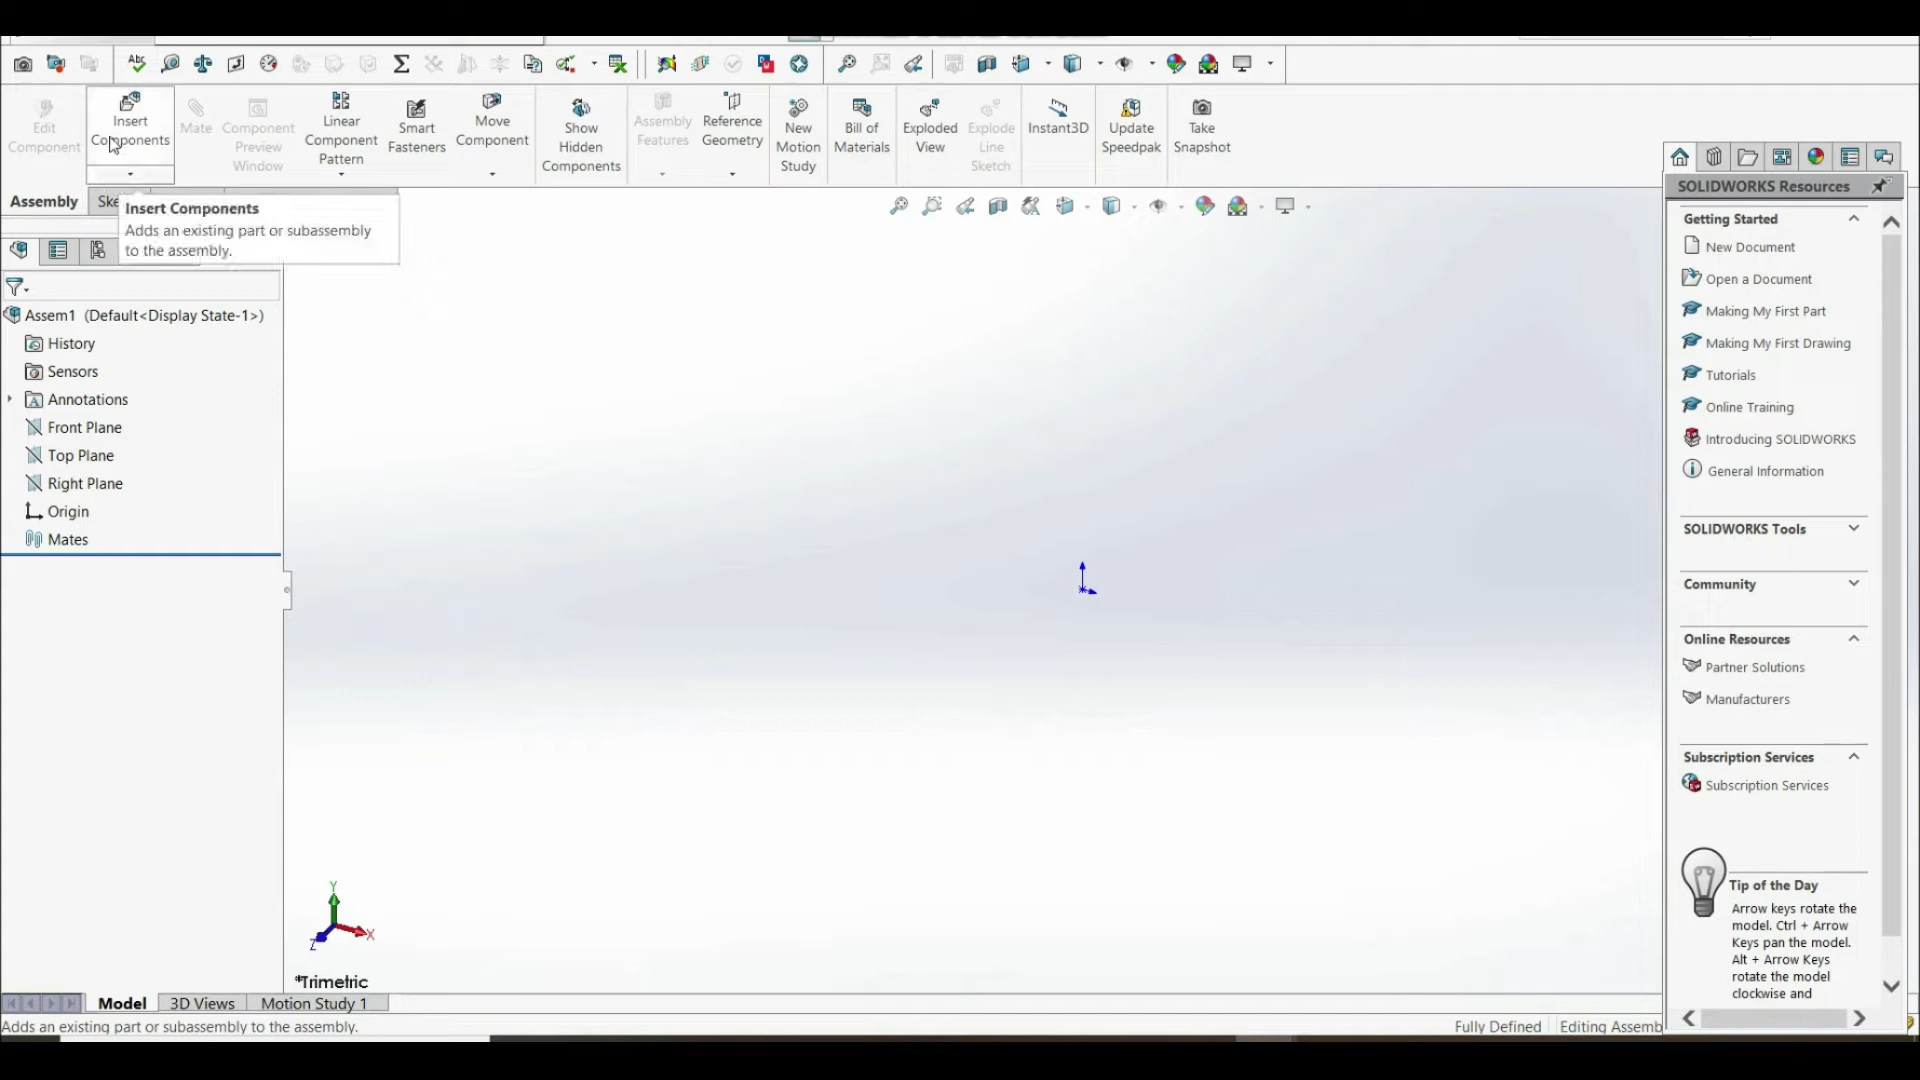 Edit
Component
Insert
Components
Mate
Component
Preview
Window
Linear
Component
Pattern
Smart
Fasteners
Move
Component
Show
Hidden
Components
Assembly
Features
Reference
Geometry
New
Motion
Study
Bill of
Materials
Exploded
View
Explode
Line
Sketch
Instant3D
Update
Speedpak
Take
Snapshot
Assembly
Ske
Insert Components
Adds an existing part or subassembly
to the assembly.
Assem1 (Default<Display State-1>)
History
Sensors
Annotations
Front Plane
Top Plane
Right Plane
Origin
Mates
Y
X
Z
*Trimetric
Model
3D Views
Motion Study 1
Adds an existing part or subassembly to the assembly.
Fully Defined
Editing Assemb
SOLIDWORKS Resources
Getting Started
New Document
Open a Document
Making My First Part
Making My First Drawing
Tutorials
Online Training
Introducing SOLIDWORKS
General Information
SOLIDWORKS Tools
Community
Online Resources
Partner Solutions
Manufacturers
Subscription Services
Subscription Services
Tip of the Day
Arrow keys rotate the
model. Ctrl + Arrow
Keys pan the model.
Alt + Arrow Keys
rotate the model
clockwise and